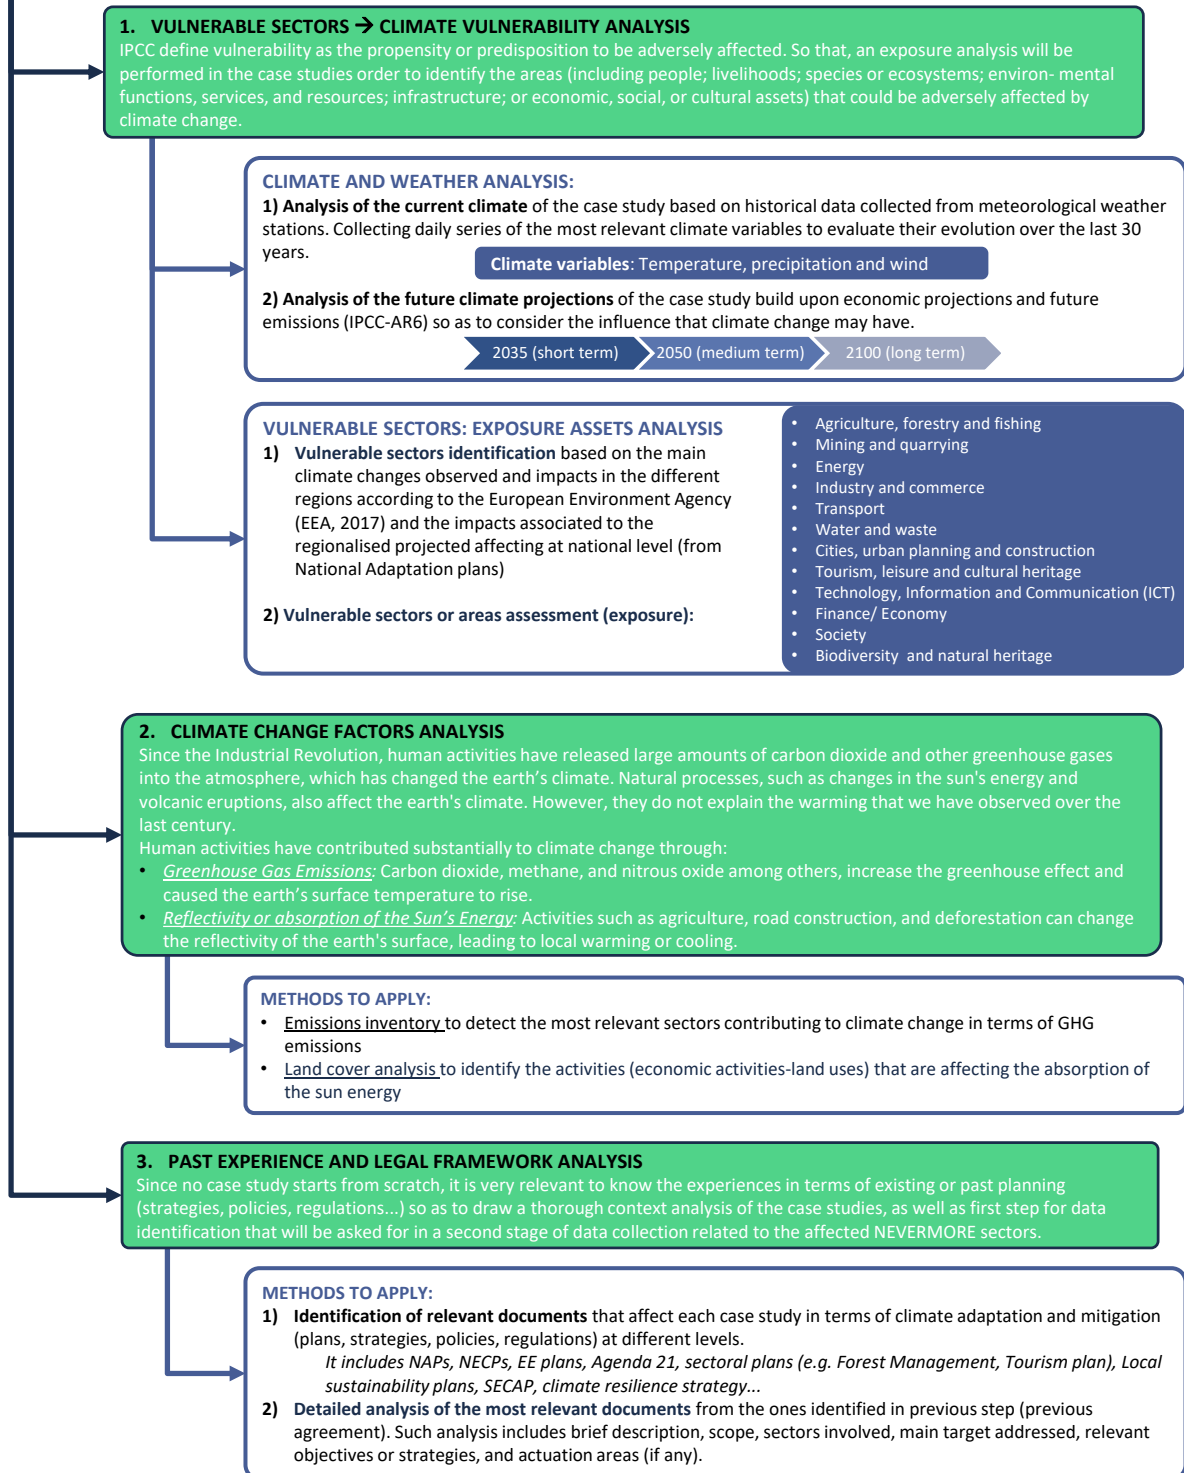 1. VULNERABLE SECTORS → CLIMATE VULNERABILITY ANALYSIS
IPCC define vulnerability as the propensity or predisposition to be adversely affected. So that, an exposure analysis will be
performed in the case studies order to identify the areas (including people; livelihoods; species or ecosystems; environ- mental
functions, services, and resources; infrastructure; or economic, social, or cultural assets) that could be adversely affected by
climate change.
CLIMATE AND WEATHER ANALYSIS:
1) Analysis of the current climate of the case study based on historical data collected from meteorological weather
stations. Collecting daily series of the most relevant climate variables to evaluate their evolution over the last 30
years.
Climate variables: Temperature, precipitation and wind
2) Analysis of the future climate projections of the case study build upon economic projections and future
emissions (IPCC-AR6) so as to consider the influence that climate change may have.
2035 (short term) 2050 (medium term) 2100 (long term)
VULNERABLE SECTORS: EXPOSURE ASSETS ANALYSIS
1) Vulnerable sectors identification based on the main
climate changes observed and impacts in the different
regions according to the European Environment Agency
(EEA, 2017) and the impacts associated to the
regionalised projected affecting at national level (from
National Adaptation plans)
2) Vulnerable sectors or areas assessment (exposure):
• Agriculture, forestry and fishing
• Mining and quarrying
• Energy
• Industry and commerce
• Transport
• Water and waste
• Cities, urban planning and construction
• Tourism, leisure and cultural heritage
• Technology, Information and Communication (ICT)
• Finance/ Economy
• Society
• Biodiversity and natural heritage
2. CLIMATE CHANGE FACTORS ANALYSIS
Since the Industrial Revolution, human activities have released large amounts of carbon dioxide and other greenhouse gases
into the atmosphere, which has changed the earth's climate. Natural processes, such as changes in the sun's energy and
volcanic eruptions, also affect the earth's climate. However, they do not explain the warming that we have observed over the
last century.
Human activities have contributed substantially to climate change through:
• Greenhouse Gas Emissions: Carbon dioxide, methane, and nitrous oxide among others, increase the greenhouse effect and
caused the earth's surface temperature to rise.
• Reflectivity or absorption of the Sun's Energy: Activities such as agriculture, road construction, and deforestation can change
the reflectivity of the earth's surface, leading to local warming or cooling.
METHODS TO APPLY:
• Emissions inventory to detect the most relevant sectors contributing to climate change in terms of GHG
emissions
• Land cover analysis to identify the activities (economic activities-land uses) that are affecting the absorption of
the sun energy
3. PAST EXPERIENCE AND LEGAL FRAMEWORK ANALYSIS
Since no case study starts from scratch, it is very relevant to know the experiences in terms of existing or past planning
(strategies, policies, regulations...) so as to draw a thorough context analysis of the case studies, as well as first step for data
identification that will be asked for in a second stage of data collection related to the affected NEVERMORE sectors.
METHODS TO APPLY:
1) Identification of relevant documents that affect each case study in terms of climate adaptation and mitigation
(plans, strategies, policies, regulations) at different levels.
It includes NAPs, NECPs, EE plans, Agenda 21, sectoral plans (e.g. Forest Management, Tourism plan), Local
sustainability plans, SECAP, climate resilience strategy...
2) Detailed analysis of the most relevant documents from the ones identified in previous step (previous
agreement). Such analysis includes brief description, scope, sectors involved, main target addressed, relevant
objectives or strategies, and actuation areas (if any).